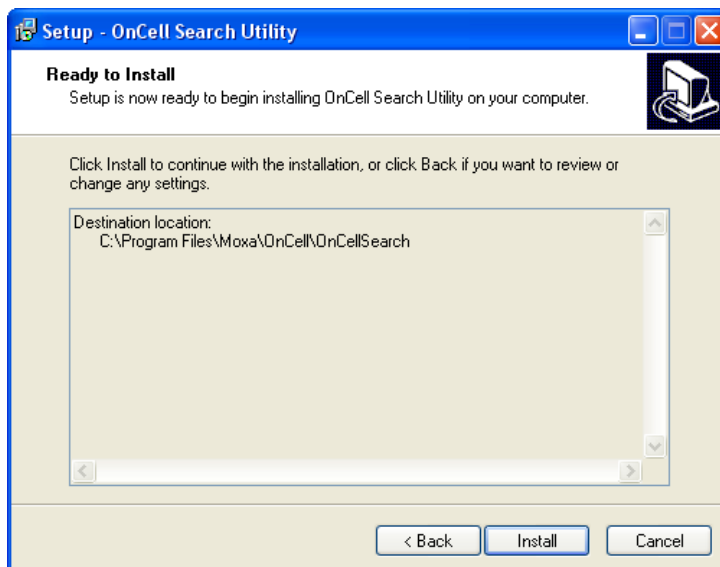 Setup - OnCell Search Utility
Ready to Install
Setup is now ready to begin installing OnCell Search Utility on your computer.
Click Install to continue with the installation, or click Back if you want to review or
change any settings.
Destination location:
C:\Program Files\Moxa\OnCell\OnCellSearch
< Back
Install
Cancel